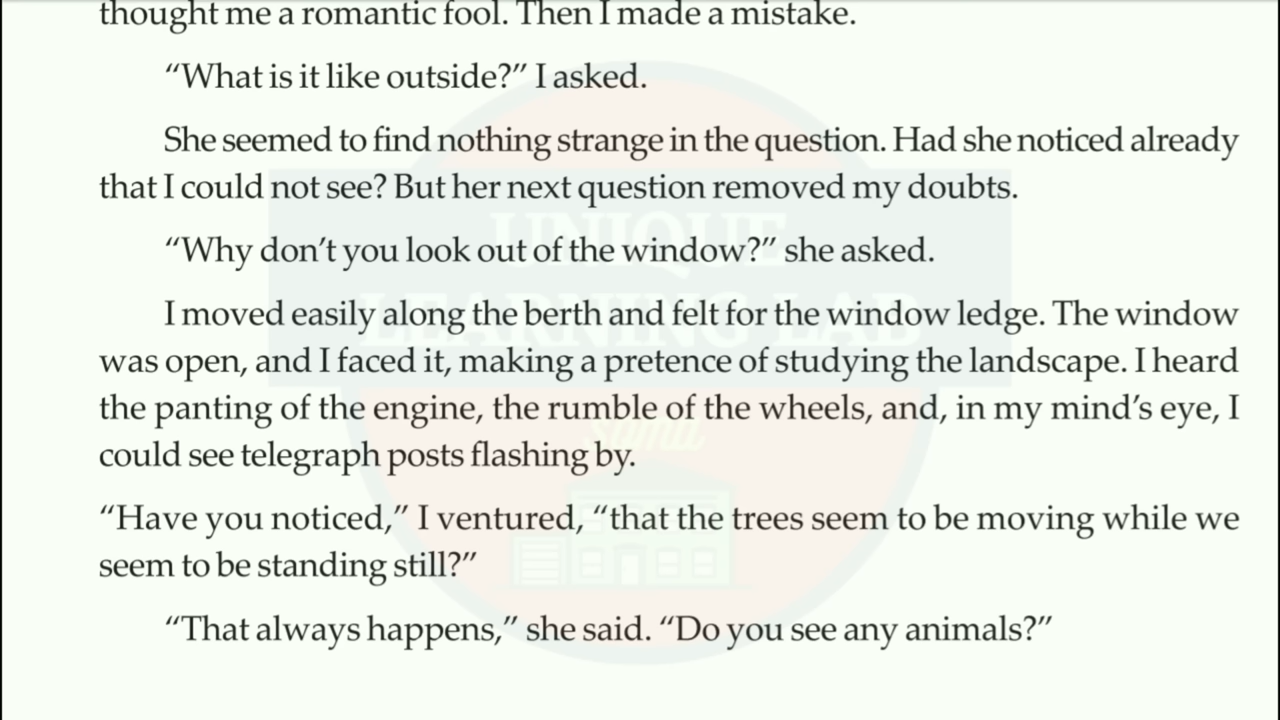 thought me a romantic fool. Then I made a mistake.
“What is it like outside?” I asked.
She seemed to find nothing strange in the question. Had she noticed already
that I could not see? But her next question removed my doubts.
“Why don’t you look out of the window?” she asked.
I moved easily along the berth and felt for the window ledge. The window
was open, and I faced it, making a pretence of studying the landscape. I heard
the panting of the engine, the rumble of the wheels, and, in my mind’s eye, I
could see telegraph posts flashing by.
“Have you noticed,” I ventured, “that the trees seem to be moving while we
seem to be standing still?”
“That always happens,” she said. “Do you see any animals?”
UNIQUE
LEARNING LAB